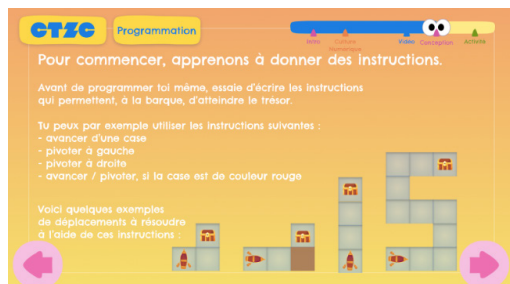 CTZC
Programmation
Intro
Culture
Numérique
Vidéo
Conception
Activité
Pour commencer, apprenons à donner des instructions.
Avant de programmer toi même, essaie d'écrire les instructions
qui permettent, à la barque, d'atteindre le trésor.
Tu peux par exemple utiliser les instructions suivantes :
- avancer d'une case
- pivoter à gauche
- pivoter à droite
- avancer / pivoter, si la case est de couleur rouge
Voici quelques exemples
de déplacements à résoudre
à l'aide de ces instructions :